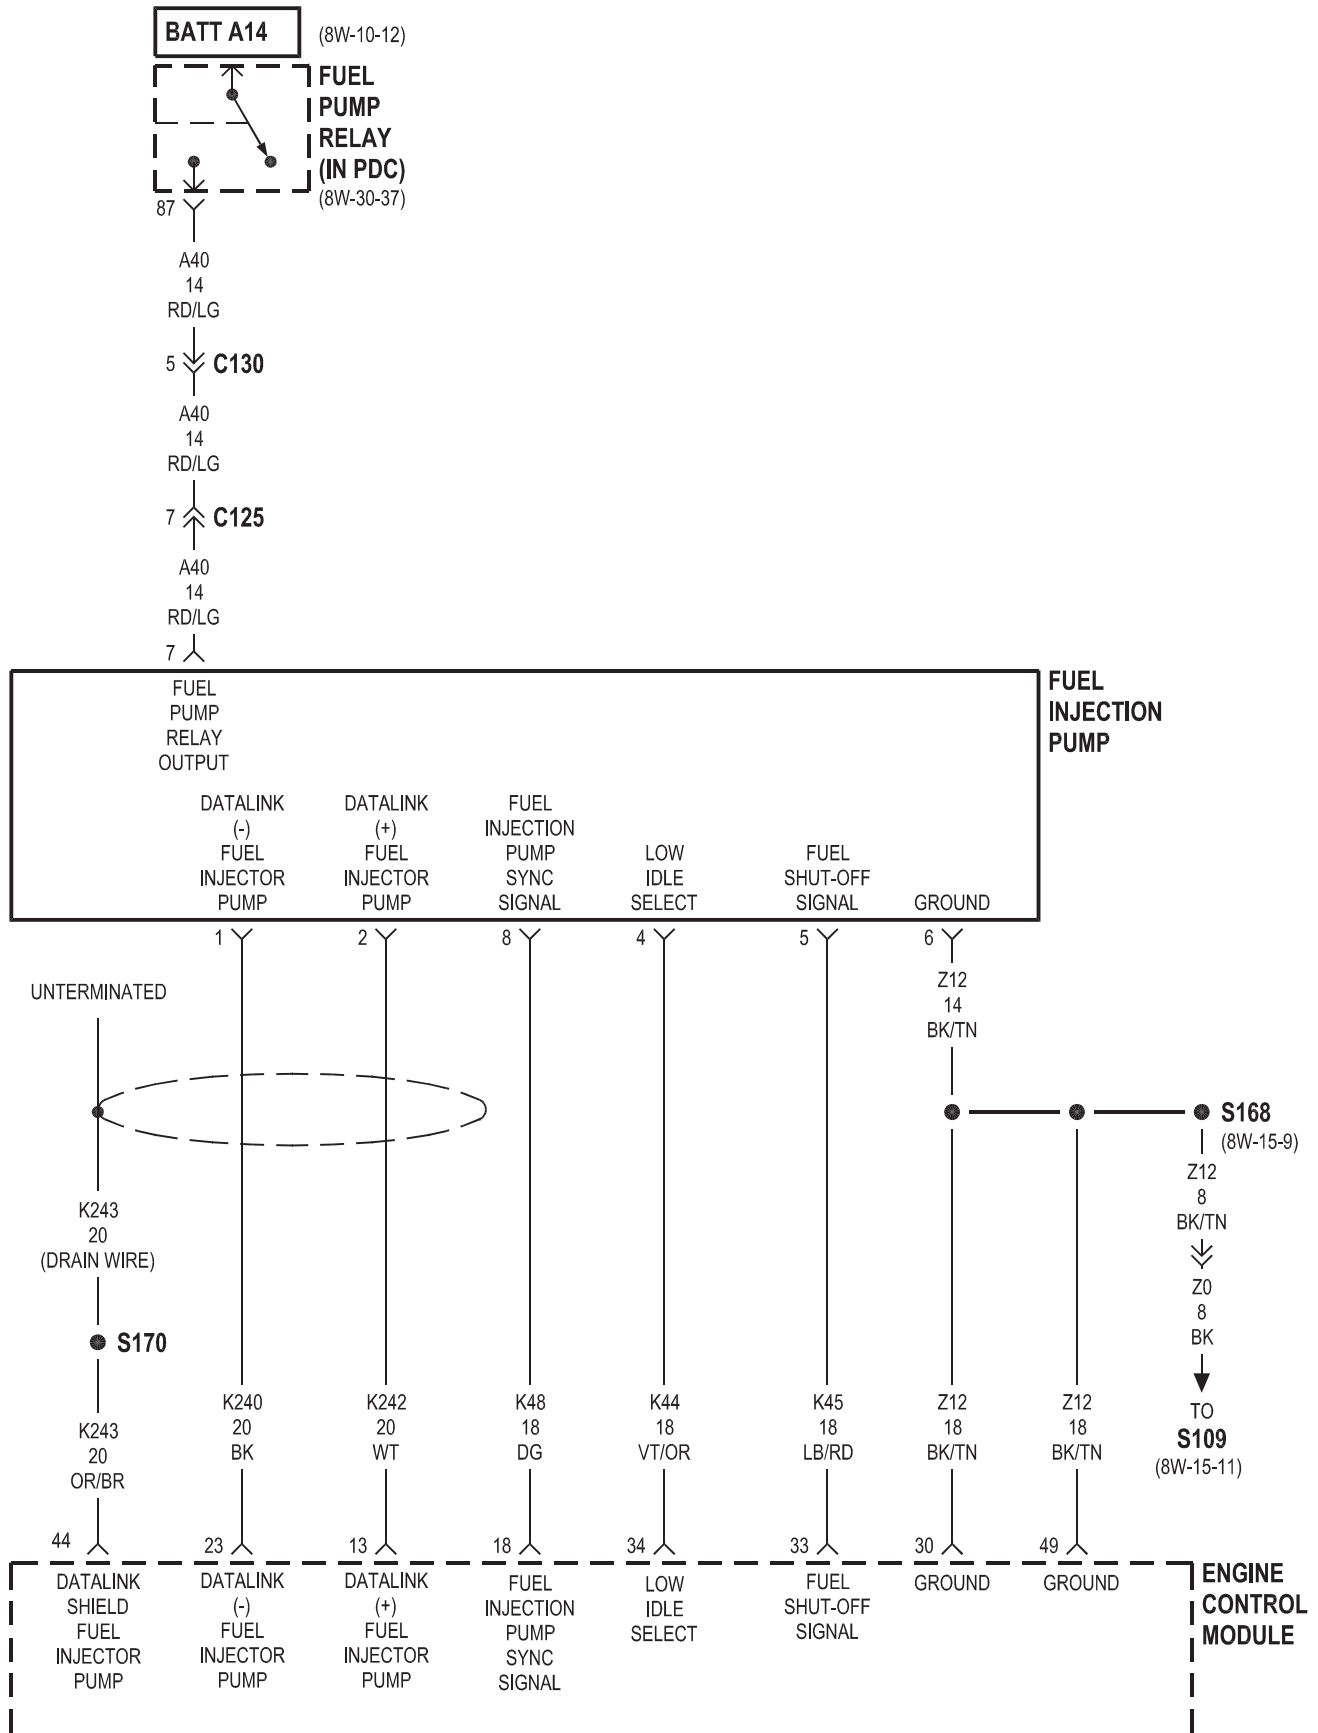 BATT A14
(8W-10-12)
FUEL
PUMP
RELAY
(IN PDC)
(8W-30-37)
87
A40
14
RD/LG
5
C130
A40
14
RD/LG
7
C125
A40
14
RD/LG
7
FUEL
PUMP
RELAY
OUTPUT
FUEL
INJECTION
PUMP
DATALINK
(-)
FUEL
INJECTOR
PUMP
DATALINK
(+)
FUEL
INJECTOR
PUMP
FUEL
INJECTION
PUMP
SYNC
SIGNAL
LOW
IDLE
SELECT
FUEL
SHUT-OFF
SIGNAL
GROUND
1
2
8
4
5
6
UNTERMINATED
Z12
14
BK/TN
S168
(8W-15-9)
Z12
8
BK/TN
Z0
8
BK
TO
S109
(8W-15-11)
K243
20
(DRAIN WIRE)
S170
K243
20
OR/BR
K240
20
BK
K242
20
WT
K48
18
DG
K44
18
VT/OR
K45
18
LB/RD
Z12
18
BK/TN
Z12
18
BK/TN
44
23
13
18
34
33
30
49
DATALINK
SHIELD
FUEL
INJECTOR
PUMP
DATALINK
(-)
FUEL
INJECTOR
PUMP
DATALINK
(+)
FUEL
INJECTOR
PUMP
FUEL
INJECTION
PUMP
SYNC
SIGNAL
LOW
IDLE
SELECT
FUEL
SHUT-OFF
SIGNAL
GROUND
GROUND
ENGINE
CONTROL
MODULE